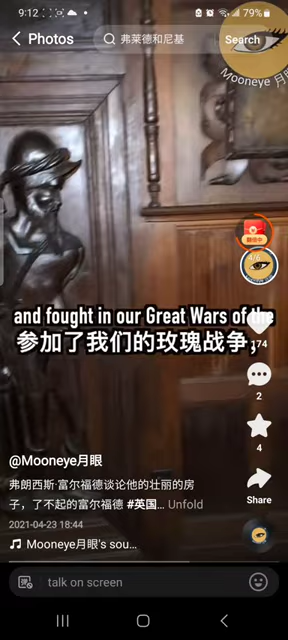 9:12
79%
Photos
弗莱德和尼基
Search
Mooneye 月眼
4/6
and fought in our Great Wars of the
参加了我们的玫瑰战争,
174
2
4
Share
@Mooneye月眼
弗朗西斯·富尔福德谈论他的壮丽的房
子，了不起的富尔福德 #英国... Unfold
2021-04-23 18:44
Mooneye月眼's sou...
弹
talk on screen